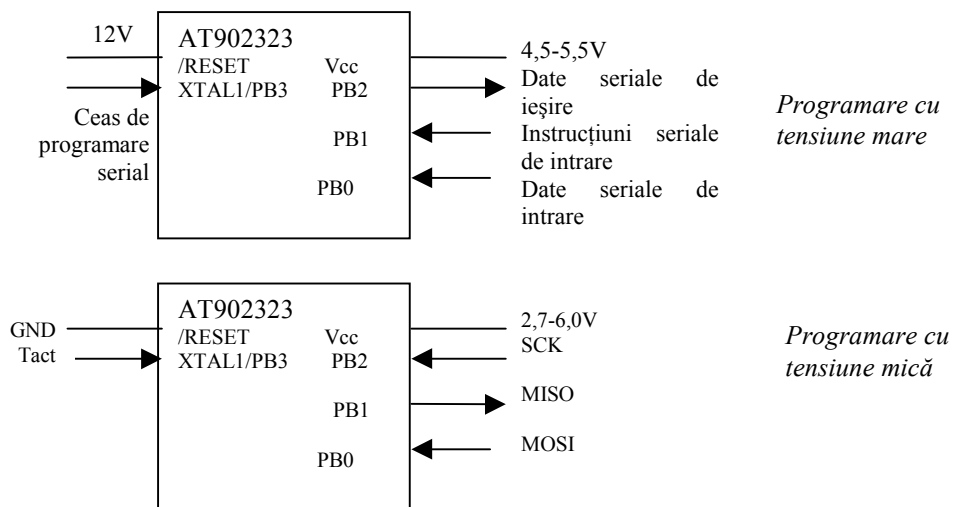 12V
AT902323
/RESET
Vcc
XTAL1/PB3
PB2
PB1
PB0
Ceas de
programare
serial
4,5-5,5V
Date seriale de
ieşire
Instrucţiuni seriale
de intrare
Date seriale de
intrare
Programare cu
tensiune mare
GND
Tact
AT902323
/RESET
Vcc
XTAL1/PB3
PB2
PB1
PB0
2,7-6,0V
SCK
MISO
MOSI
Programare cu
tensiune mică